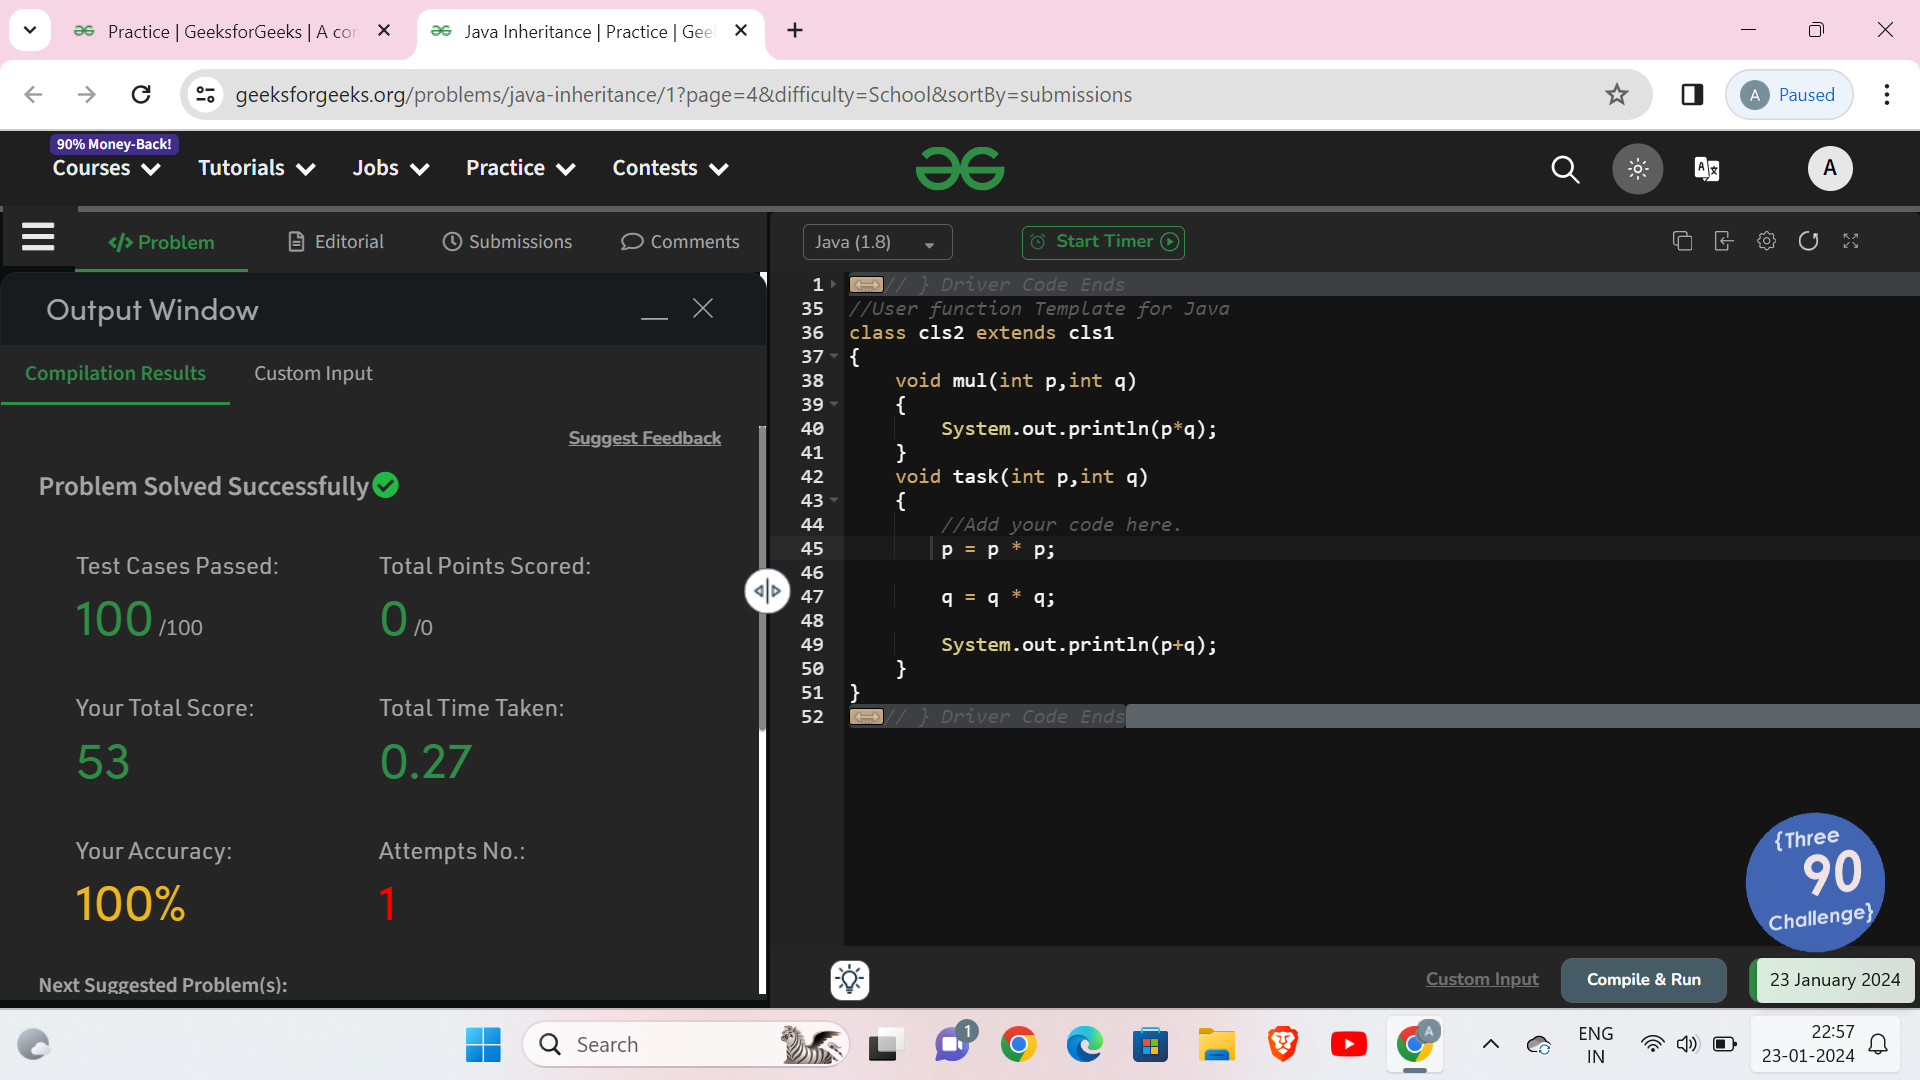 Practice | GeeksforGeeks | A cor
Java Inheritance | Practice | Gee
geeksforgeeks.org/problems/java-inheritance/1?page=4&difficulty=School&sortBy=submissions
A Paused
90% Money-Back!
Courses Tutorials Jobs Practice Contests
A
Problem Editorial Submissions Comments
Java (1.8) Start Timer
Output Window
Compilation Results Custom Input
Suggest Feedback
Problem Solved Successfully
Test Cases Passed: Total Points Scored:
100 /100 0 /0
Your Total Score: Total Time Taken:
53 0.27
Your Accuracy: Attempts No.:
100% 1
Next Suggested Problem(s):
1 // } Driver Code Ends
35 //User function Template for Java
36 class cls2 extends cls1
37 {
38 void mul(int p,int q)
39 {
40 System.out.println(p*q);
41 }
42 void task(int p,int q)
43 {
44 //Add your code here.
45 p = p * p;
46
47 q = q * q;
48
49 System.out.println(p+q);
50 }
51 }
52 // } Driver Code Ends
{Three
90
Challenge}
Custom Input Compile & Run 23 January 2024
Search
1
A
ENG
IN
22:57
23-01-2024